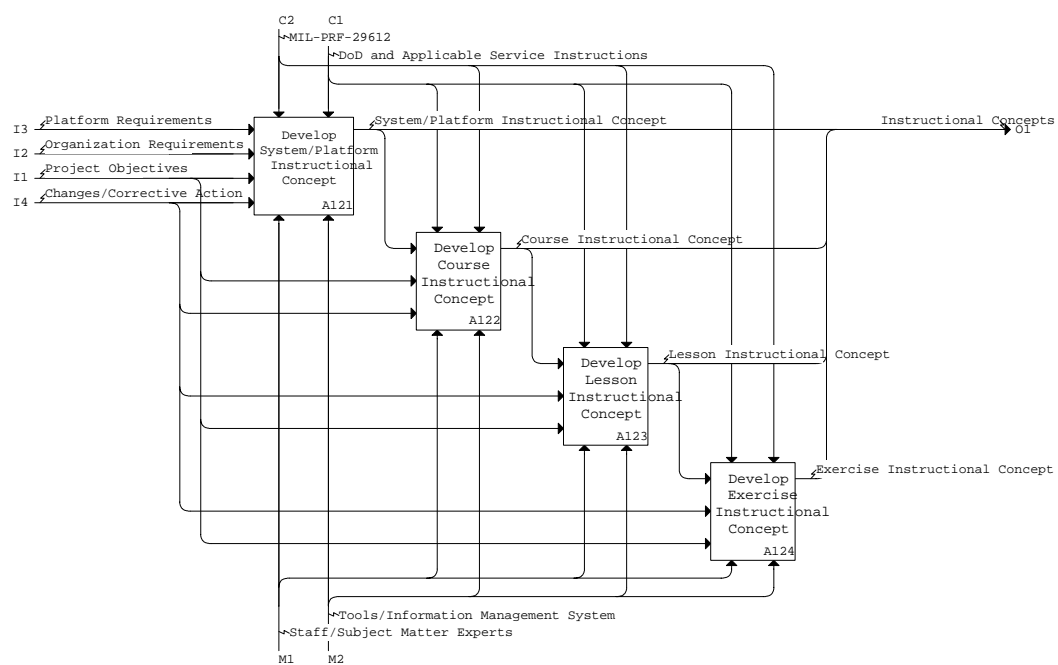 C2 C1
MIL-PRF-29612
DoD and Applicable Service Instructions
I3 Platform Requirements
I2 Organization Requirements
I1 Project Objectives
I4 Changes/Corrective Action
Develop
System/Platform
Instructional
Concept
A121
System/Platform Instructional Concept
Instructional Concepts
O1
Develop
Course
Instructional
Concept
A122
Course Instructional Concept
Develop
Lesson
Instructional
Concept
A123
Lesson Instructional Concept
Develop
Exercise
Instructional
Concept
A124
Exercise Instructional Concept
Tools/Information Management System
Staff/Subject Matter Experts
M1 M2